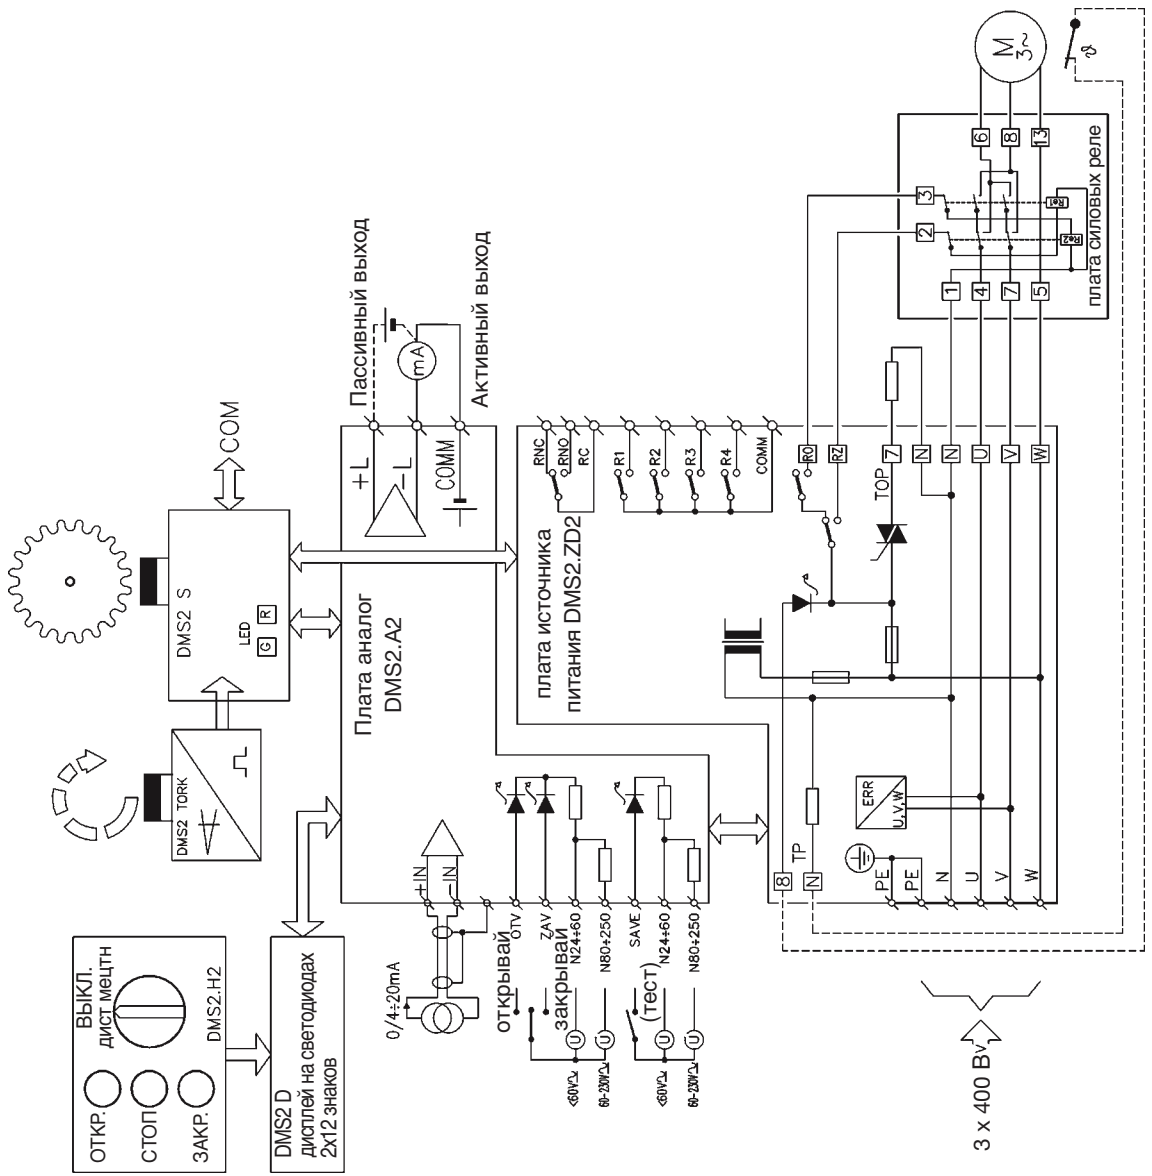 ОТКР.
СТОП
ЗАКР.
ВЫКЛ.
дист местн
DMS2.H2
DMS2 D
дисплей на светодиодах
2x12 знаков
DMS2 TORK
DMS2 S
LED
G
R
COM
Плата аналог
DMS2.A2
+L
-L
COMM
mA
Пассивный выход
Активный выход
0/4÷20mA
+IN
-IN
открывай
OTV
ZAV
закрывай
N24÷60
N80÷250
U
U
<60V
60-230V
SAVE
(тест)
N24÷60
N80÷250
U
U
<60V
60-230V
плата источника
питания DMS2.ZD2
RNC
RNO
RC
R1
R2
R3
R4
COMM
RO
RZ
TOP
7
N
N
U
V
W
8
N
TP
ERR
U,V,W
PE
PE
N
U
V
W
3 x 400 Вv
плата силовых реле
3
2
1
4
7
5
6
8
13
Re1
Re2
M
3~
ϑ